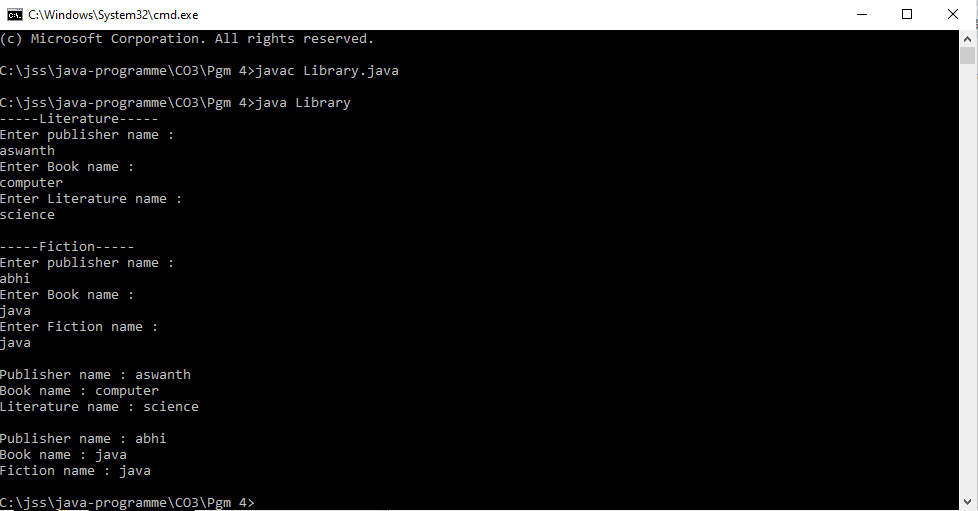 C:\Windows\System32\cmd.exe
(c) Microsoft Corporation. All rights reserved.
C:\jss\java-programme\CO3\Pgm 4>javac Library.java
C:\jss\java-programme\CO3\Pgm 4>java Library
-----Literature-----
Enter publisher name :
aswanth
Enter Book name :
computer
Enter Literature name :
science
-----Fiction-----
Enter publisher name :
abhi
Enter Book name :
java
Enter Fiction name :
java
Publisher name : aswanth
Book name : computer
Literature name : science
Publisher name : abhi
Book name : java
Fiction name : java
C:\jss\java-programme\CO3\Pgm 4>